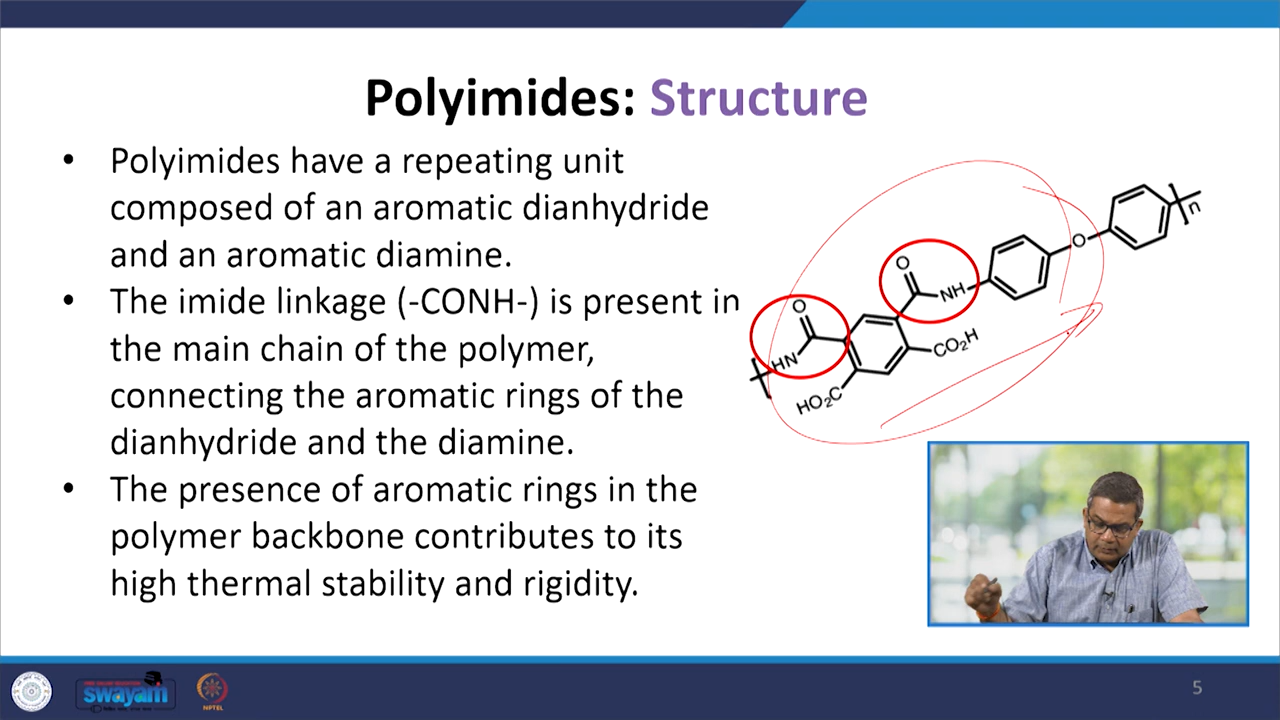 Polyimides: Structure
• Polyimides have a repeating unit
composed of an aromatic dianhydride
and an aromatic diamine.
• The imide linkage (-CONH-) is present in
the main chain of the polymer,
connecting the aromatic rings of the
dianhydride and the diamine.
• The presence of aromatic rings in the
polymer backbone contributes to its
high thermal stability and rigidity.
n
O
O
NH
O
HN
CO₂H
HO₂C
swayam
NPTEL
5